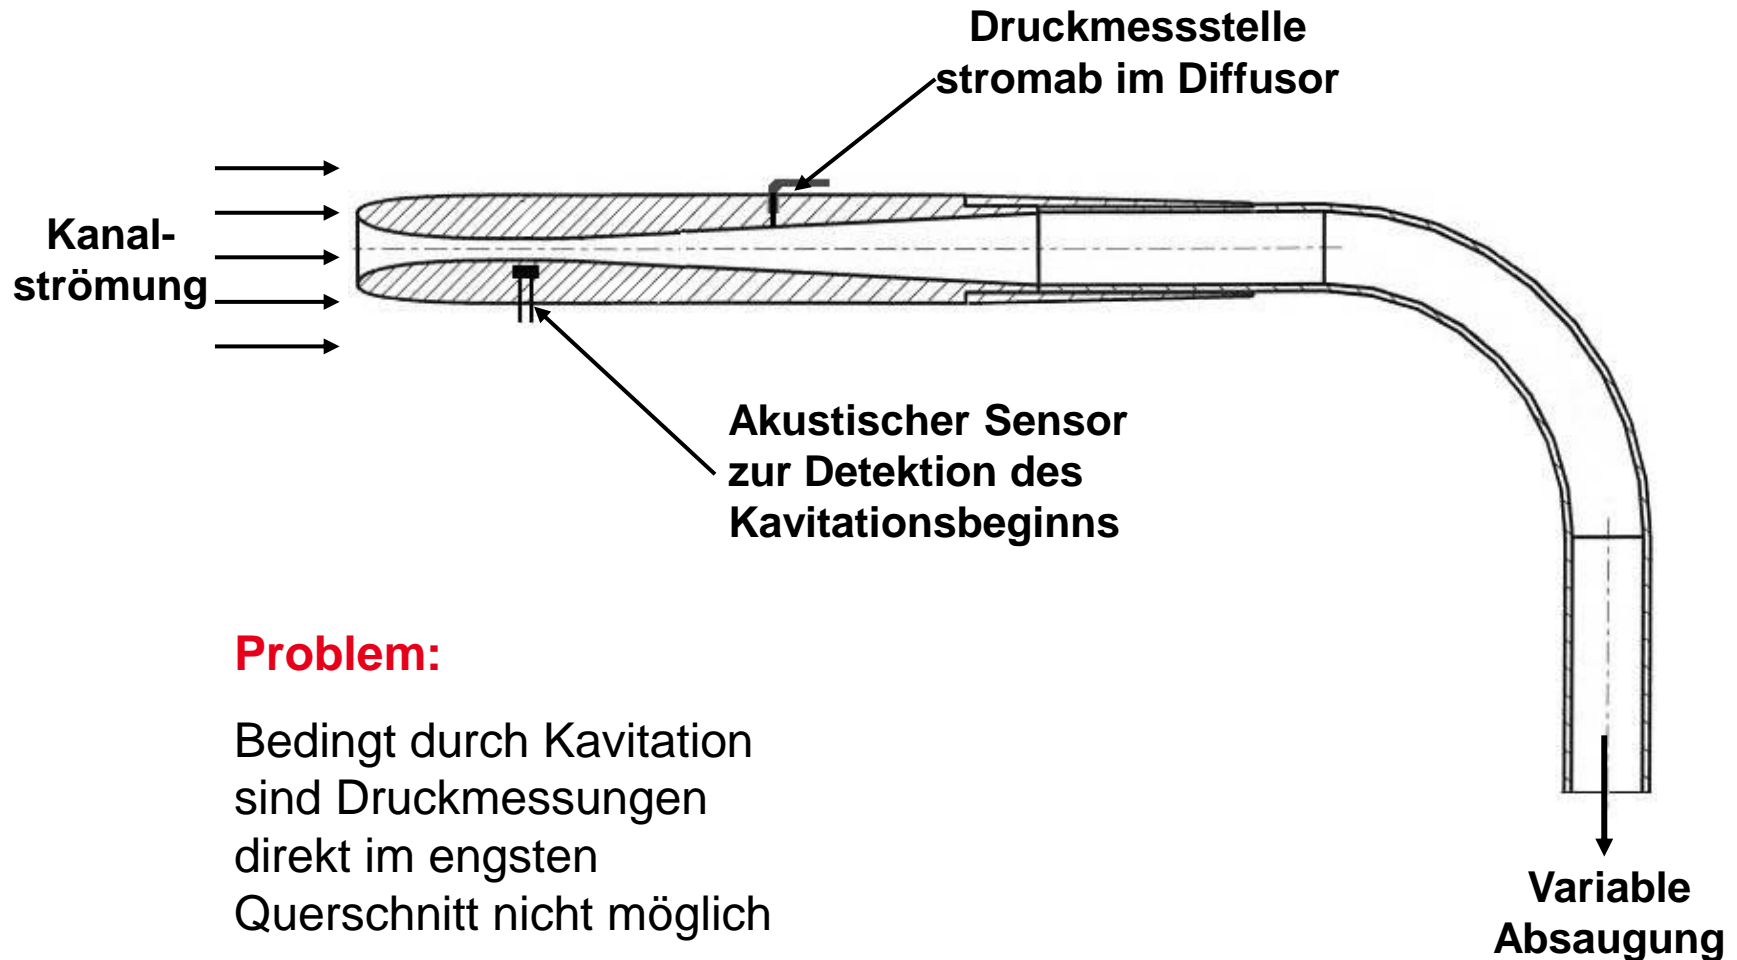 Druckmessstelle
stromab im Diffusor
Kanal-
strömung
Akustischer Sensor
zur Detektion des
Kavitationsbeginns
Problem:
Bedingt durch Kavitation
sind Druckmessungen
direkt im engsten
Querschnitt nicht möglich
Variable
Absaugung